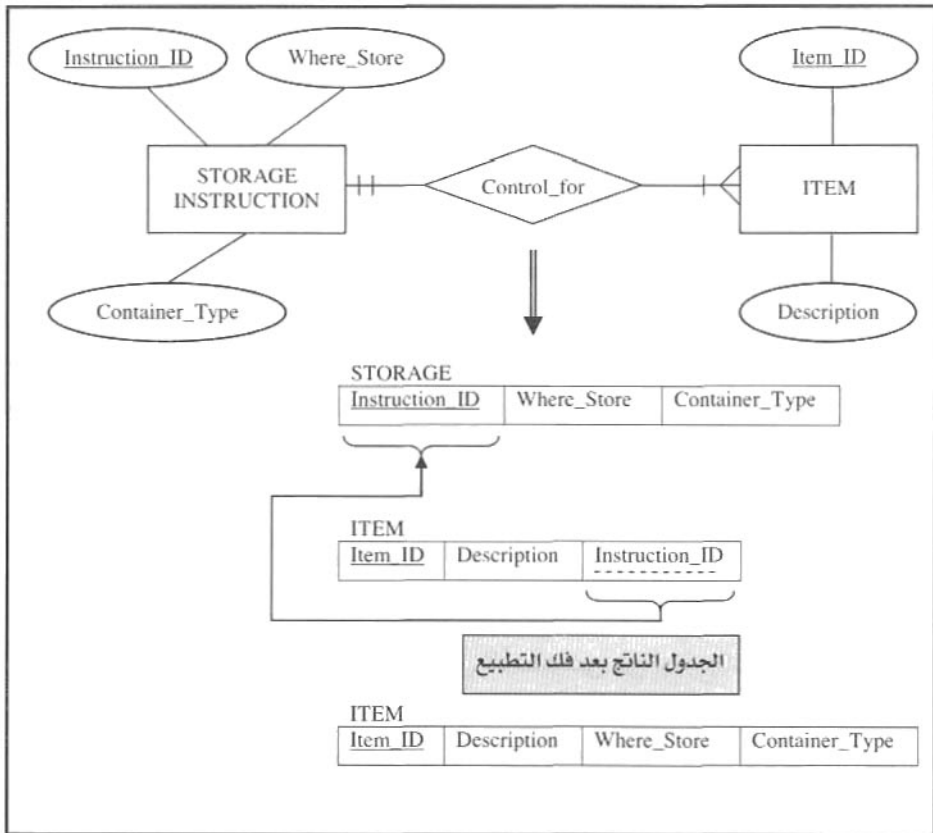 Instruction_ID
Where_Store
Item_ID
STORAGE
INSTRUCTION
Control_for
ITEM
Container_Type
Description
STORAGE
Instruction_ID Where_Store Container_Type
ITEM
Item_ID Description Instruction_ID
الجدول الناتج بعد فك التطبيع
ITEM
Item_ID Description Where_Store Container_Type